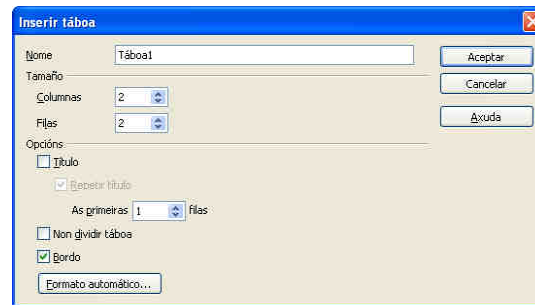 Inserir táboa
Nome Táboa1 Aceptar
Tamaño Cancelar
Columnas 2
Filas 2 Axuda
Opcións
Título
Repetir título
As primeiras 1 filas
Non dividir táboa
Bordo
Formato automático...